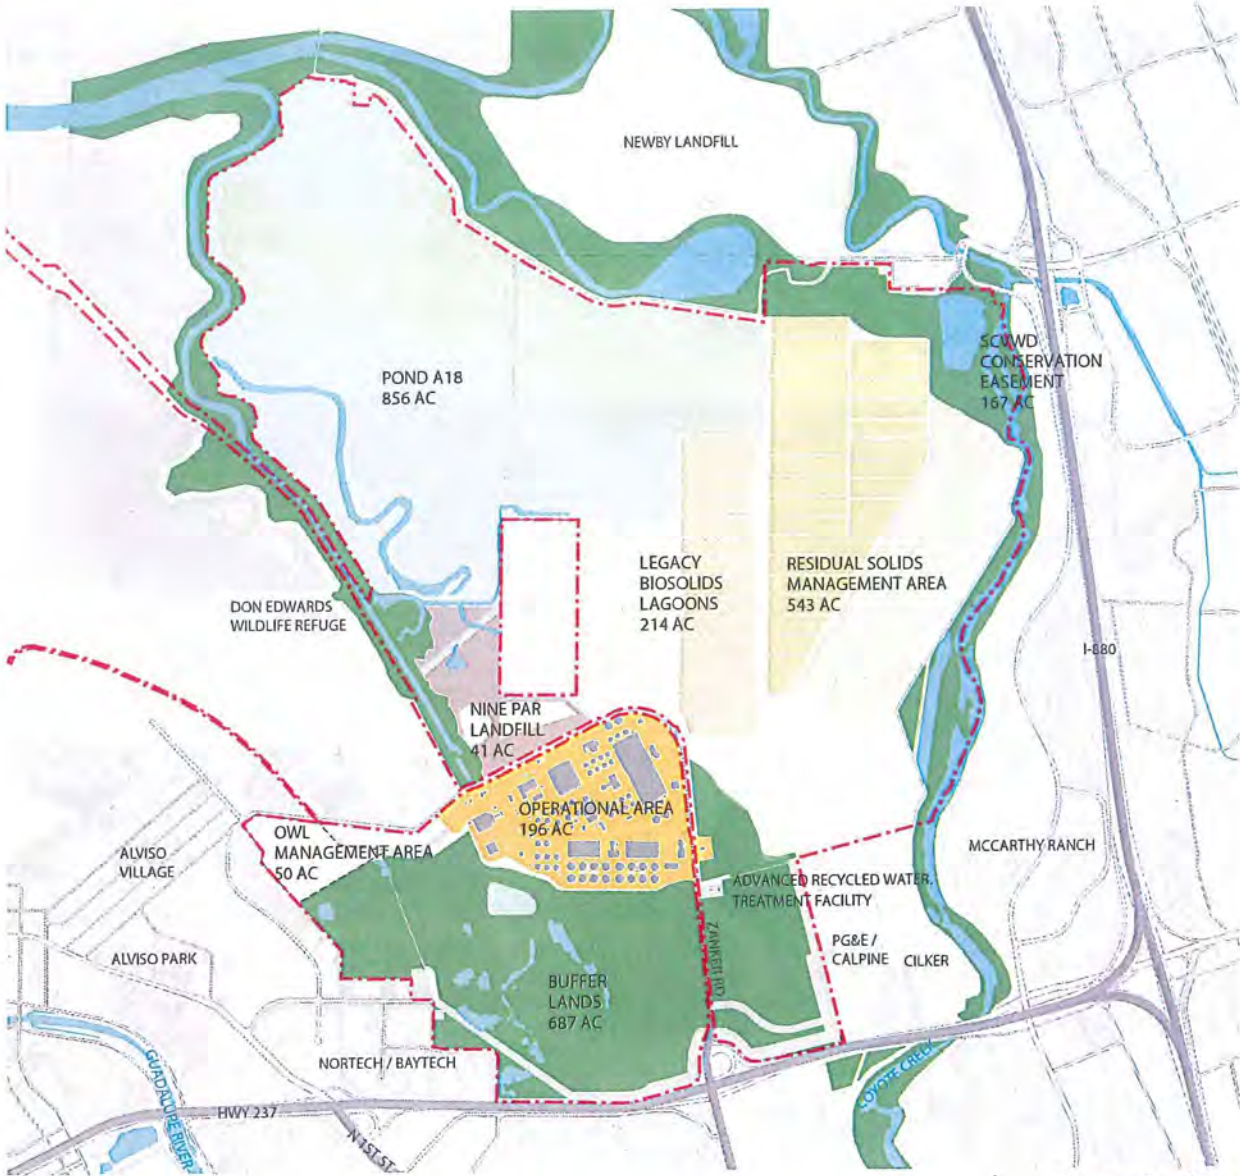 NEWBY LANDFILL
SCVWD
CONSERVATION
EASEMENT
167 AC
POND A18
856 AC
LEGACY
BIOSOLIDS
LAGOONS
214 AC
RESIDUAL SOLIDS
MANAGEMENT AREA
543 AC
DON EDWARDS
WILDLIFE REFUGE
I-880
NINE PAR
LANDFILL
41 AC
OPERATIONAL AREA
196 AC
OWL
MANAGEMENT AREA
50 AC
ALVISO
VILLAGE
MCCARTHY RANCH
ADVANCED RECYCLED WATER
TREATMENT FACILITY
ZANKER RD
PG&E /
CALPINE
CILKER
ALVISO PARK
BUFFER
LANDS
687 AC
NORTECH / BAYTECH
GUADALUPE RIVER
COYOTE CREEK
HWY 237
N 1ST ST